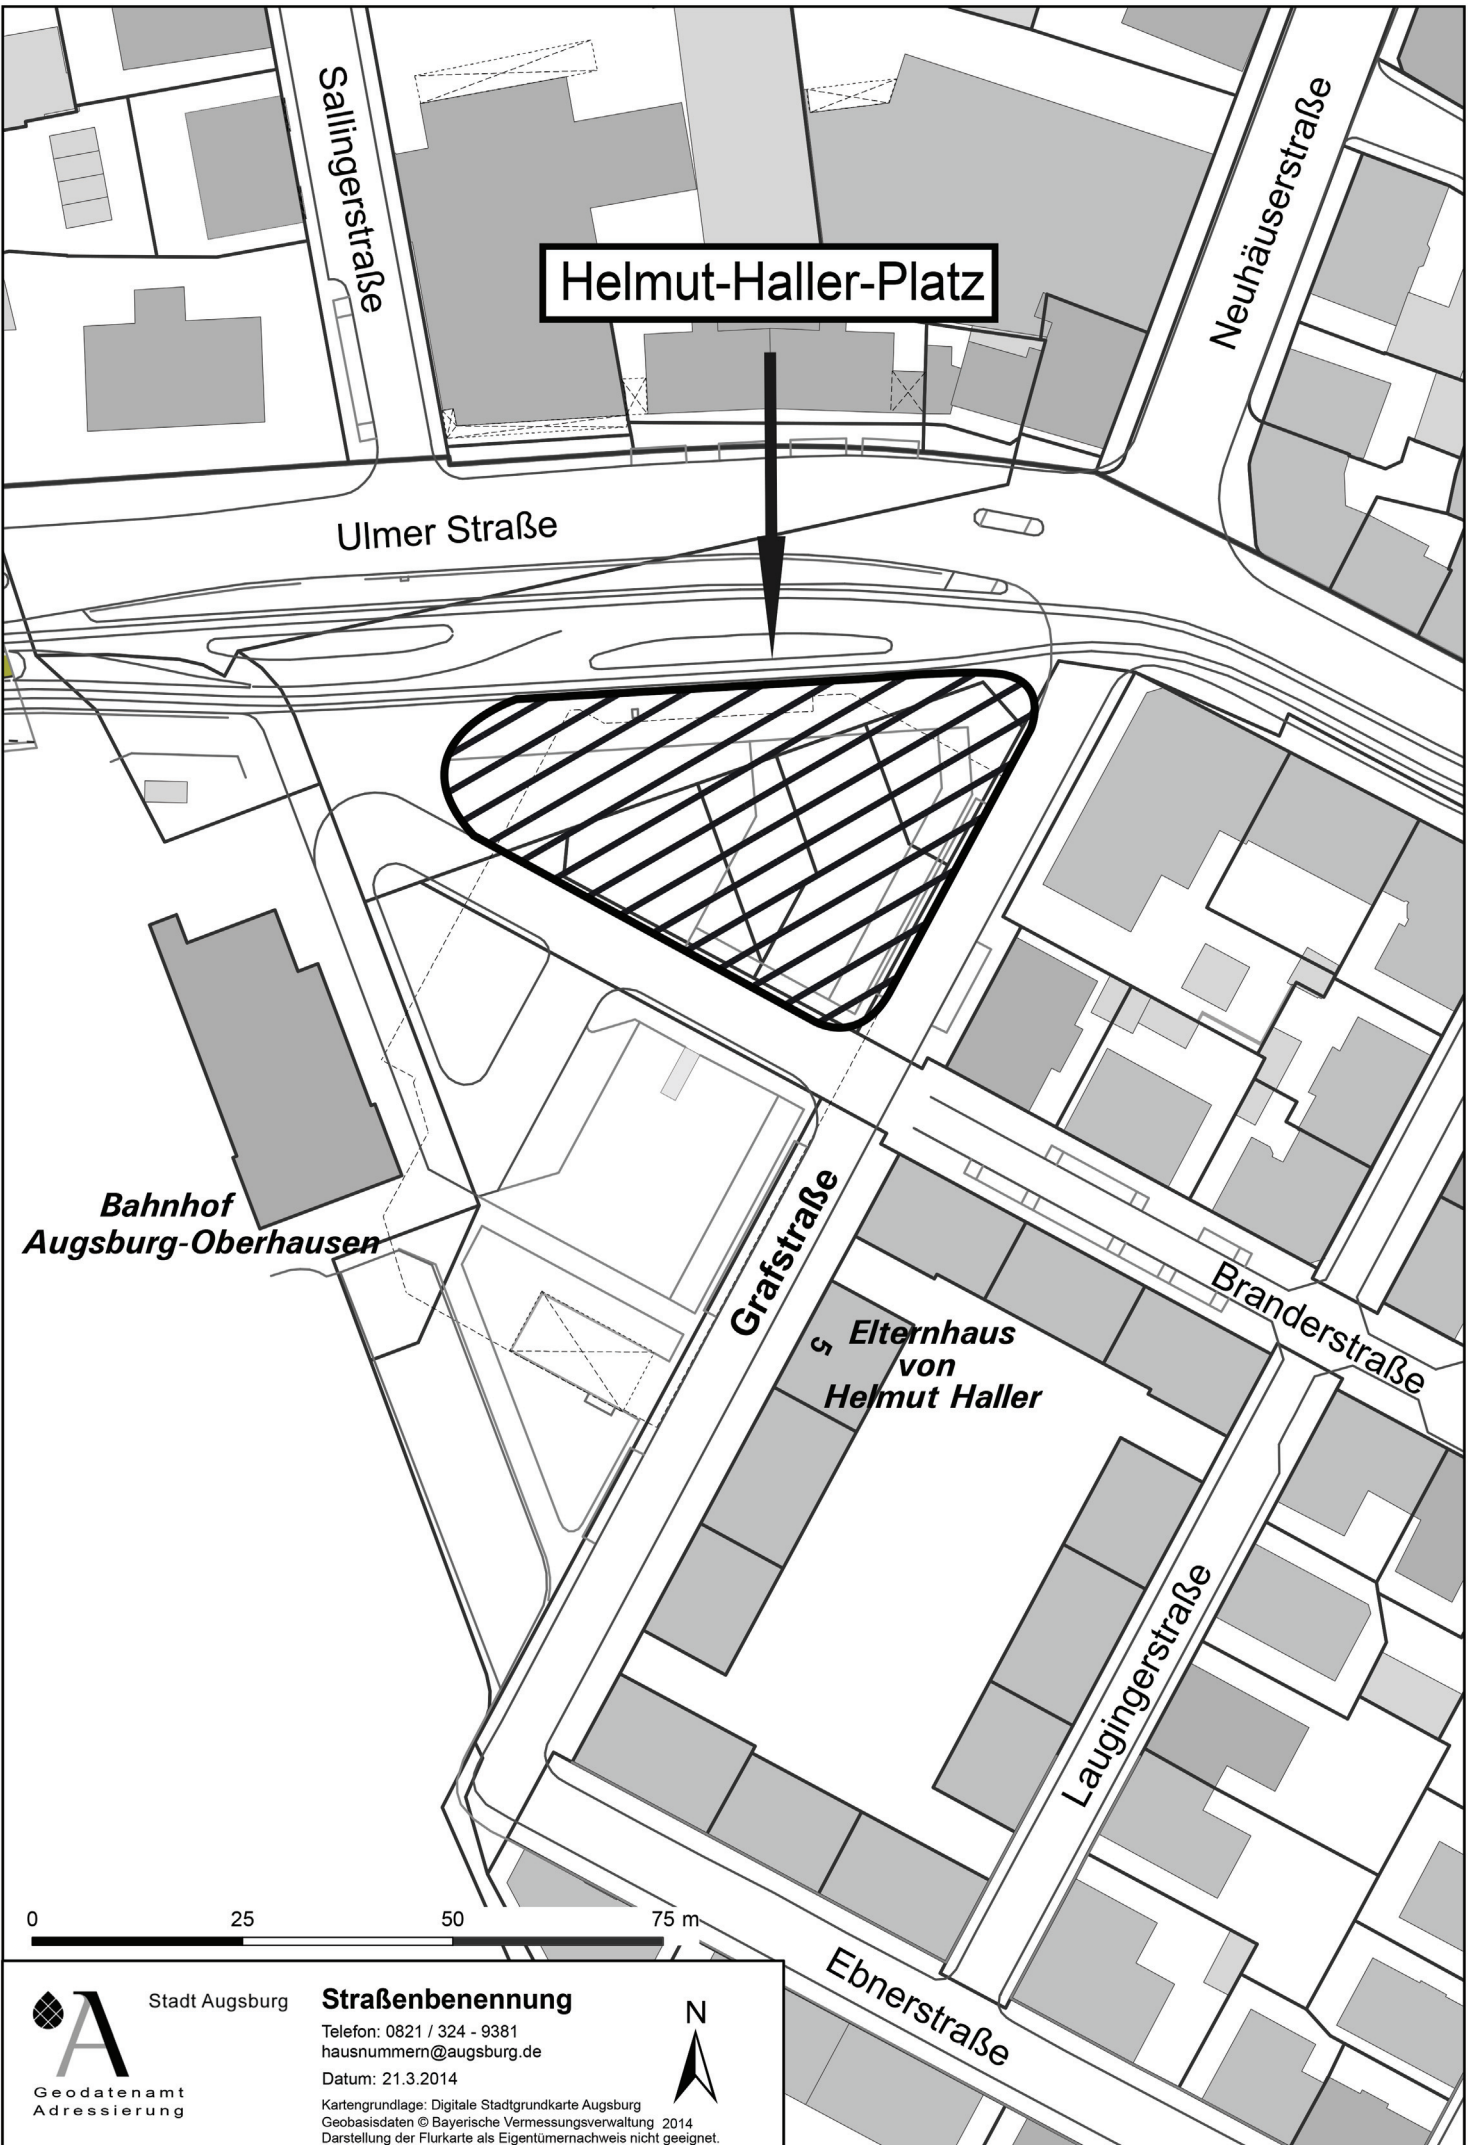 Sallingerstraße
Neuhäuserstraße
Helmut-Haller-Platz
Ulmer Straße
Bahnhof
Augsburg-Oberhausen
Grafstraße
5
Elternhaus
von
Helmut Haller
Branderstraße
Laugingerstraße
Ebnerstraße
0 25 50 75 m
Stadt Augsburg
A
Geodatenamt
Adressierung
Straßenbenennung
Telefon: 0821 / 324 - 9381
hausnummern@augsburg.de
Datum: 21.3.2014
Kartengrundlage: Digitale Stadtgrundkarte Augsburg
Geobasisdaten © Bayerische Vermessungsverwaltung 2014
Darstellung der Flurkarte als Eigentümernachweis nicht geeignet.
N